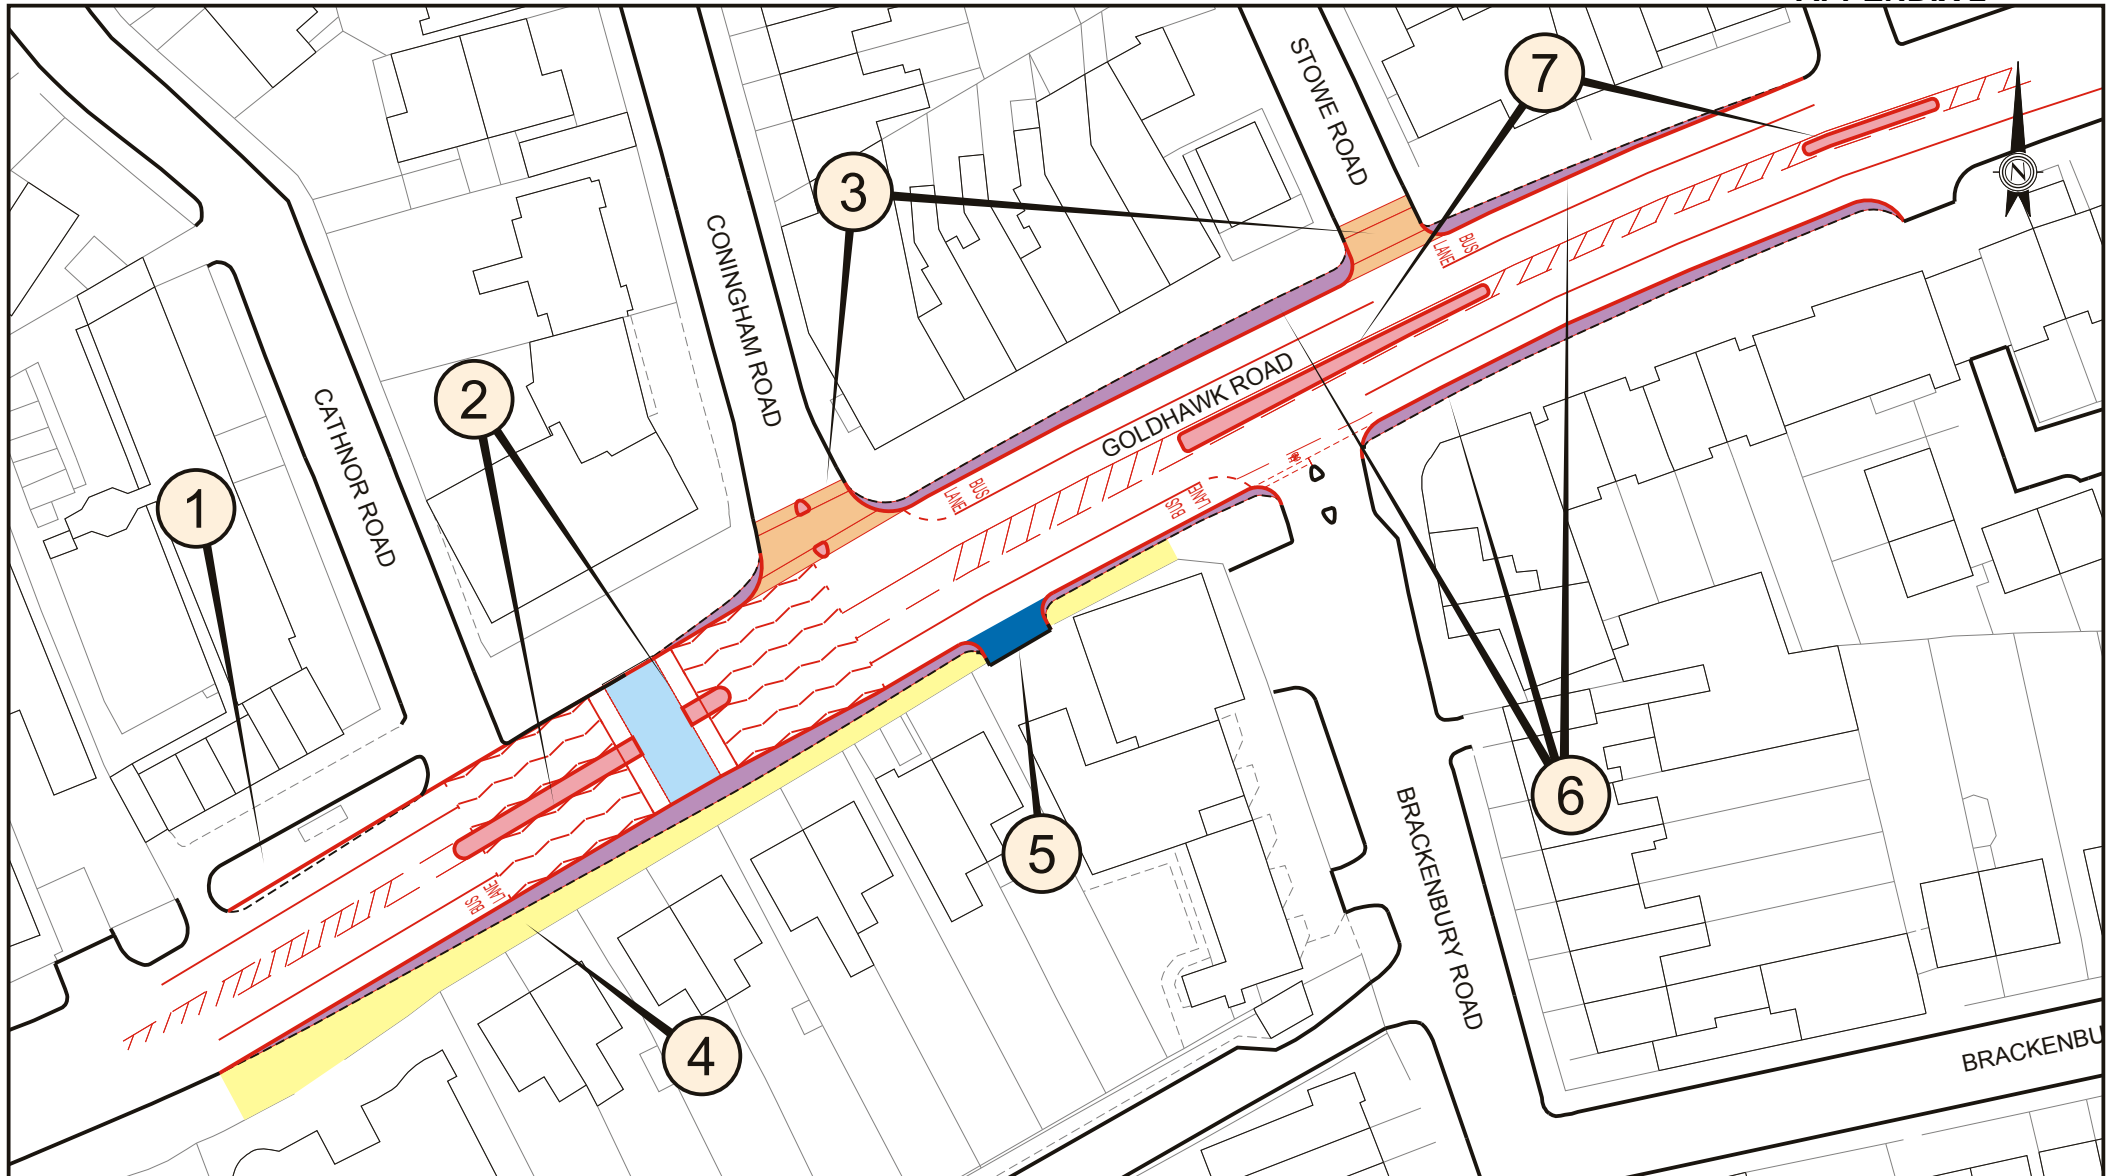 STOWE ROAD
7
N
3
CONINGHAM ROAD
BUS
LANE
GOLDHAWK ROAD
2
CATHNOR ROAD
BUS
LANE
LANE
BUS
1
6
5
BRACKENBURY ROAD
LANE
BUS
4
BRACKENBU